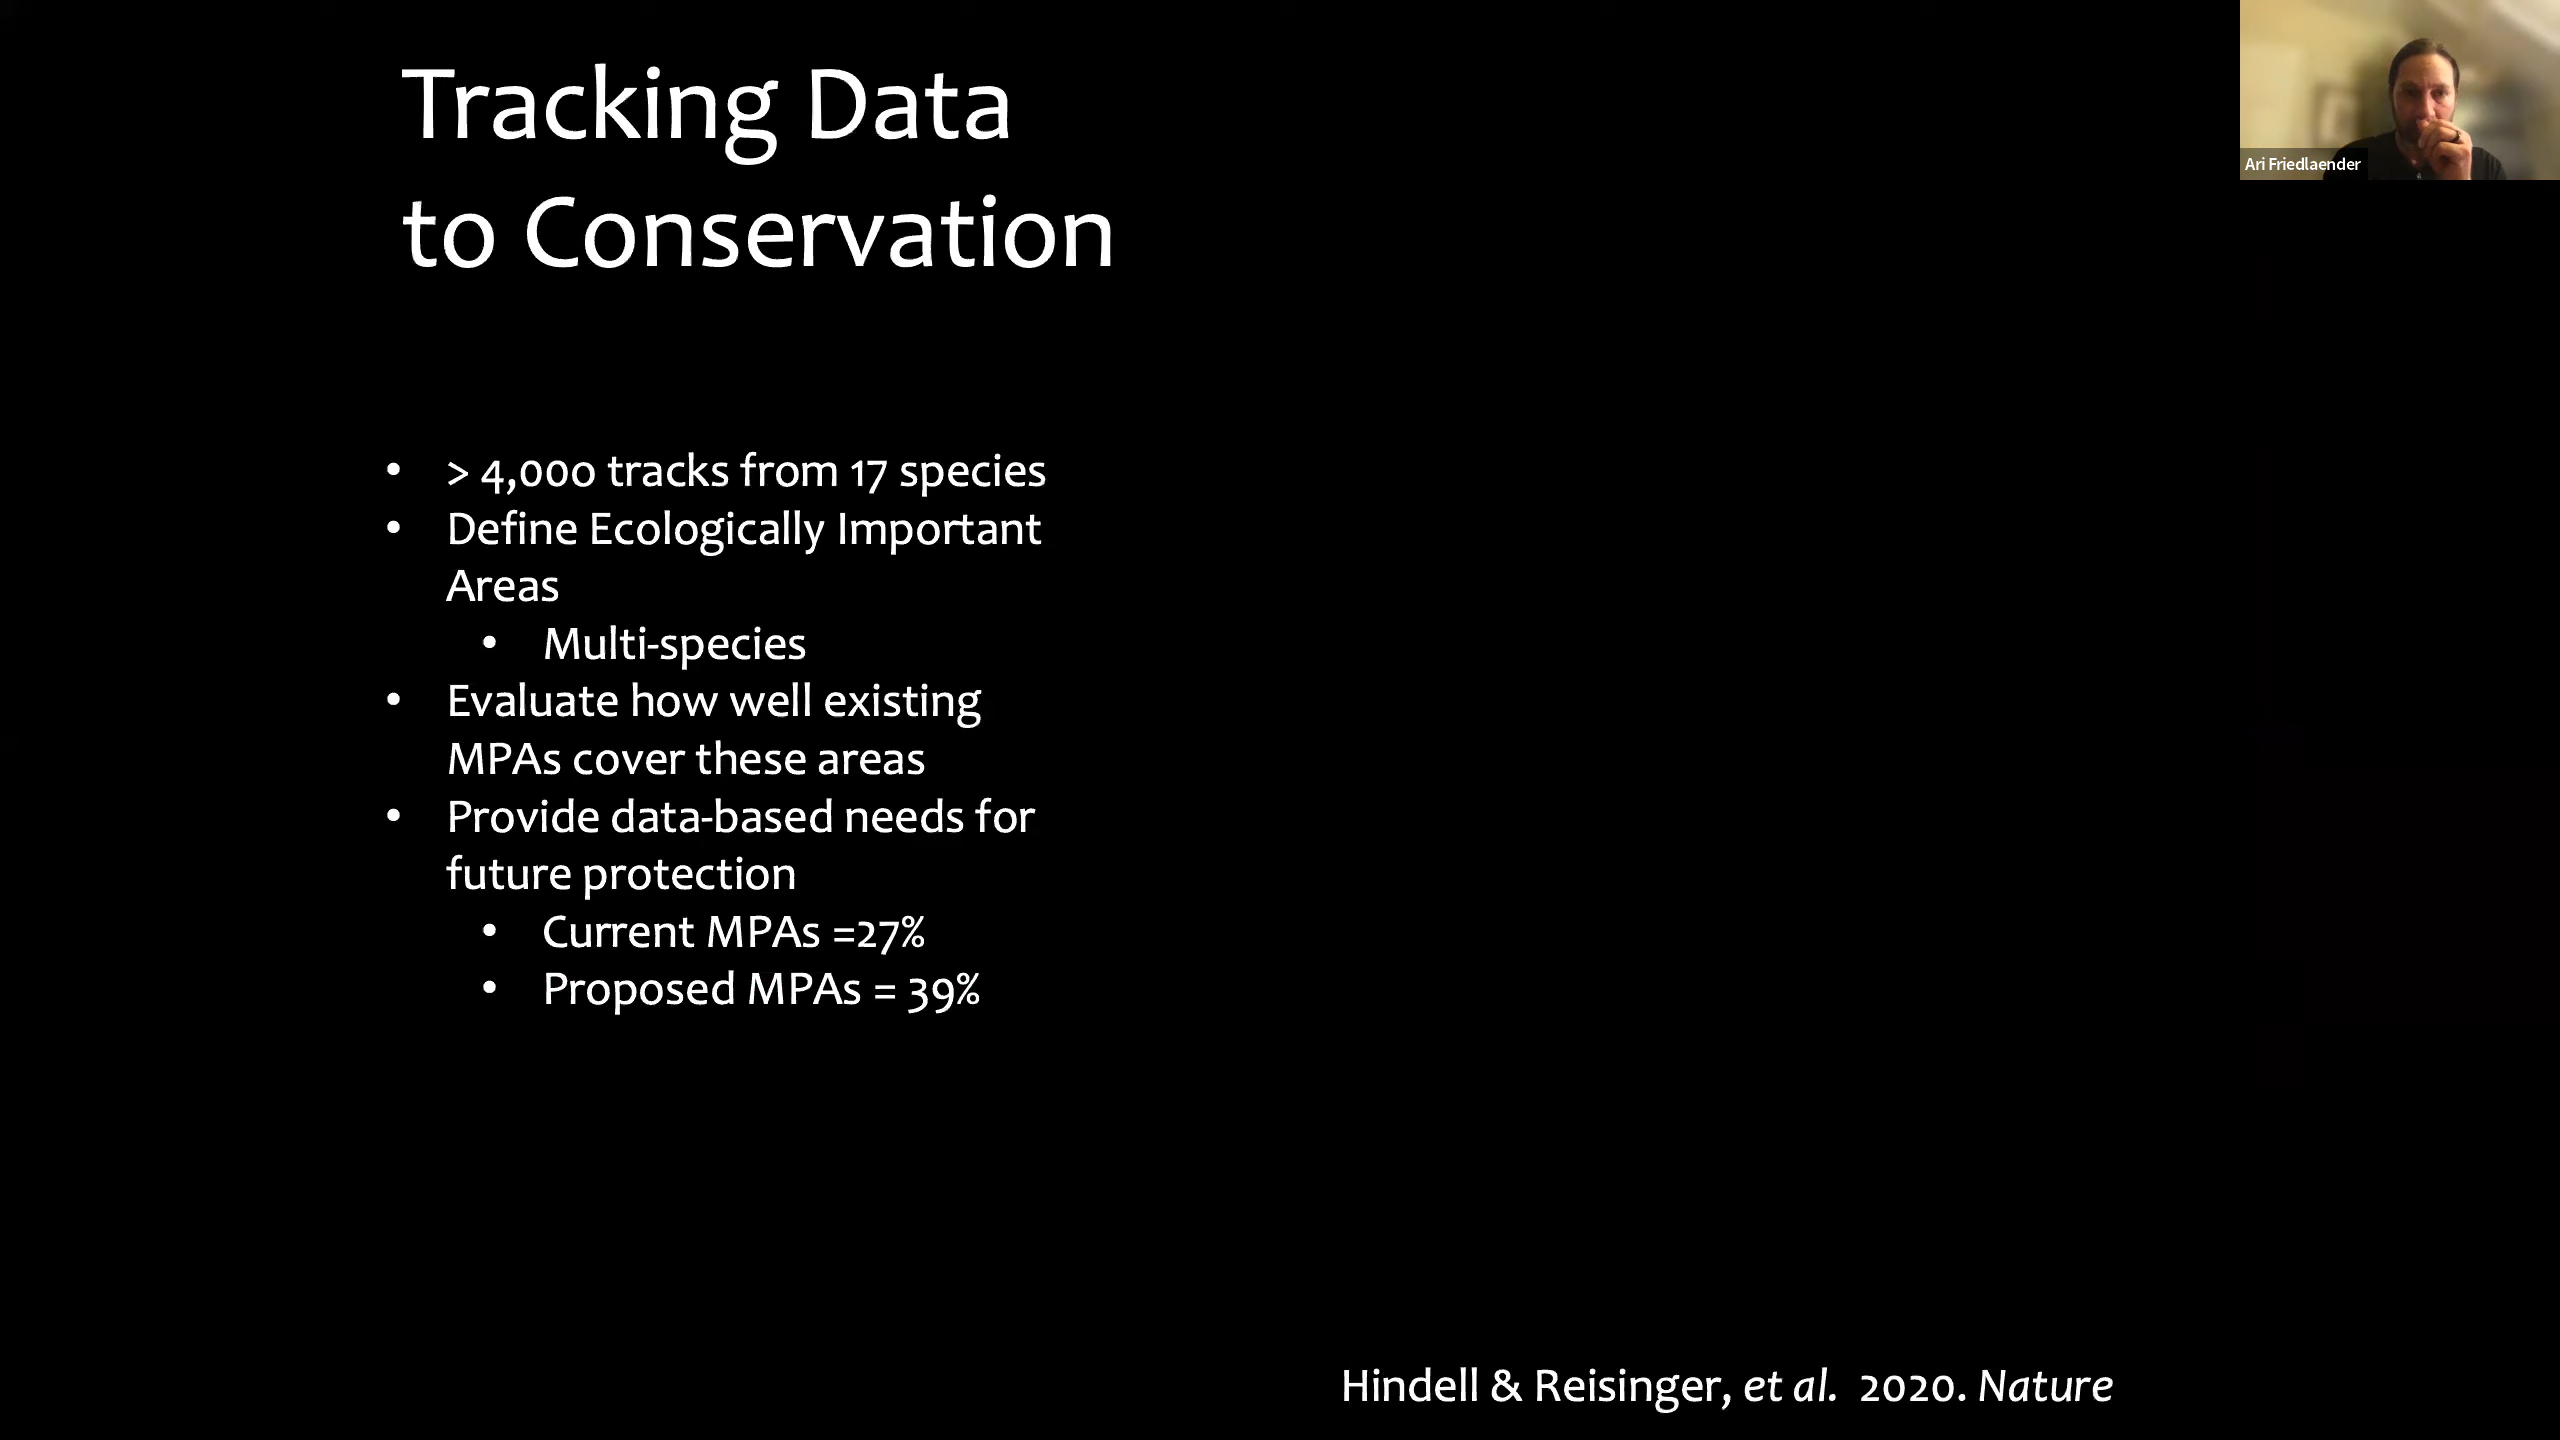 Tracking Data
to Conservation
Ari Friedlaender
• > 4,000 tracks from 17 species
• Define Ecologically Important
Areas
• Multi-species
• Evaluate how well existing
MPAs cover these areas
• Provide data-based needs for
future protection
• Current MPAs =27%
• Proposed MPAs = 39%
Hindell & Reisinger, et al. 2020. Nature